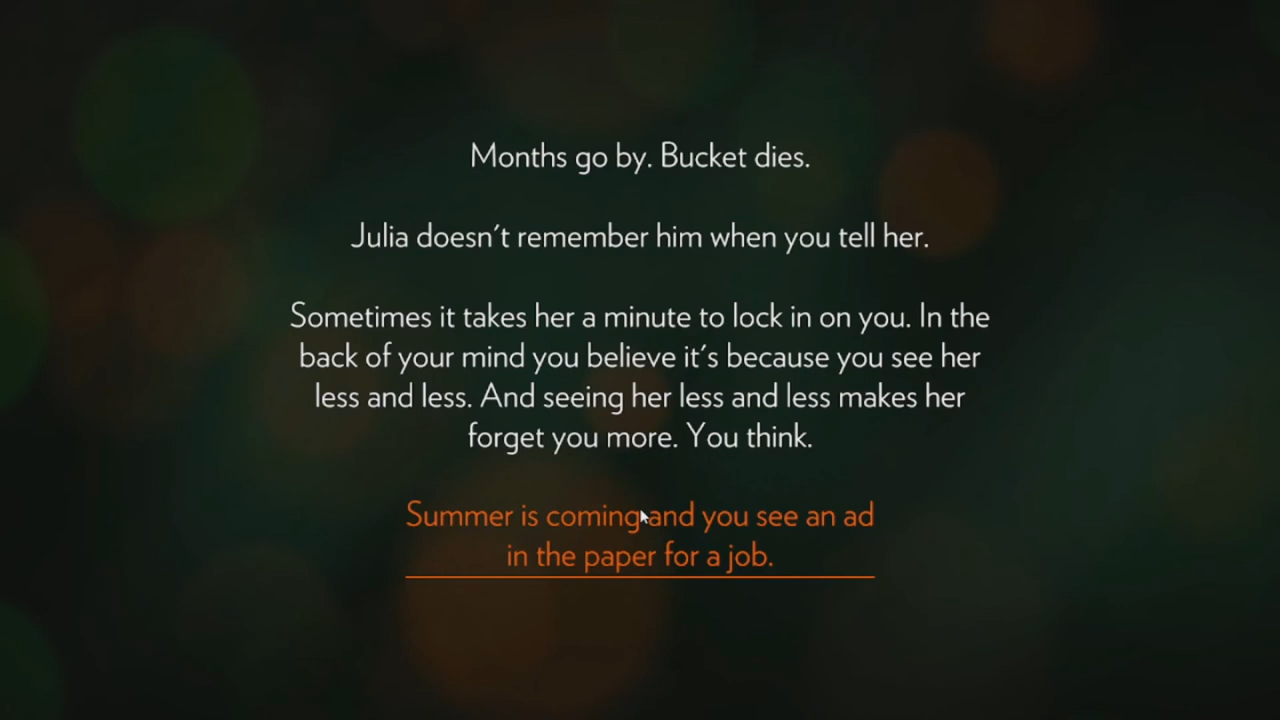 Months go by. Bucket dies.
Julia doesn't remember him when you tell her.
Sometimes it takes her a minute to lock in on you. In the
back of your mind you believe it's because you see her
less and less. And seeing her less and less makes her
forget you more. You think.
Summer is coming and you see an ad
in the paper for a job.